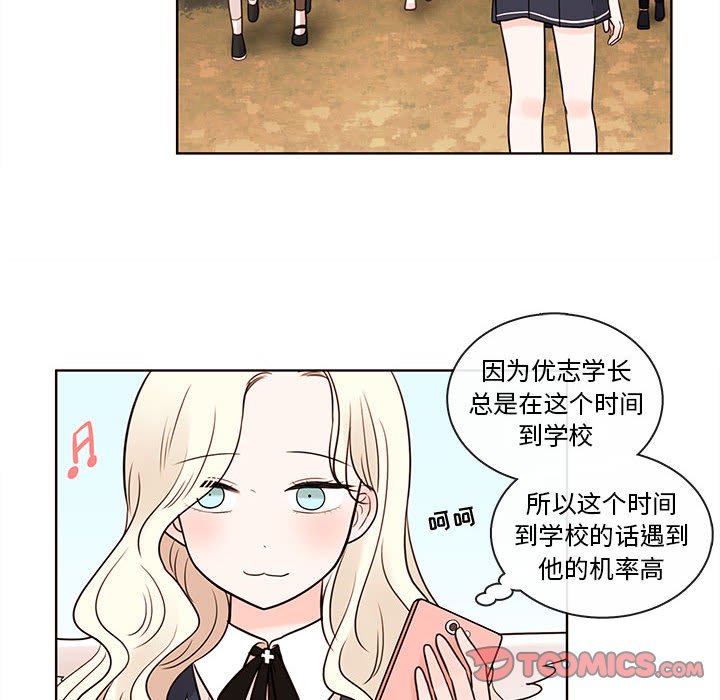 因为优志学长
总是在这个时间
到学校
呵呵
所以这个时间
到学校的话遇到
他的机率高
TCOMICS.COM